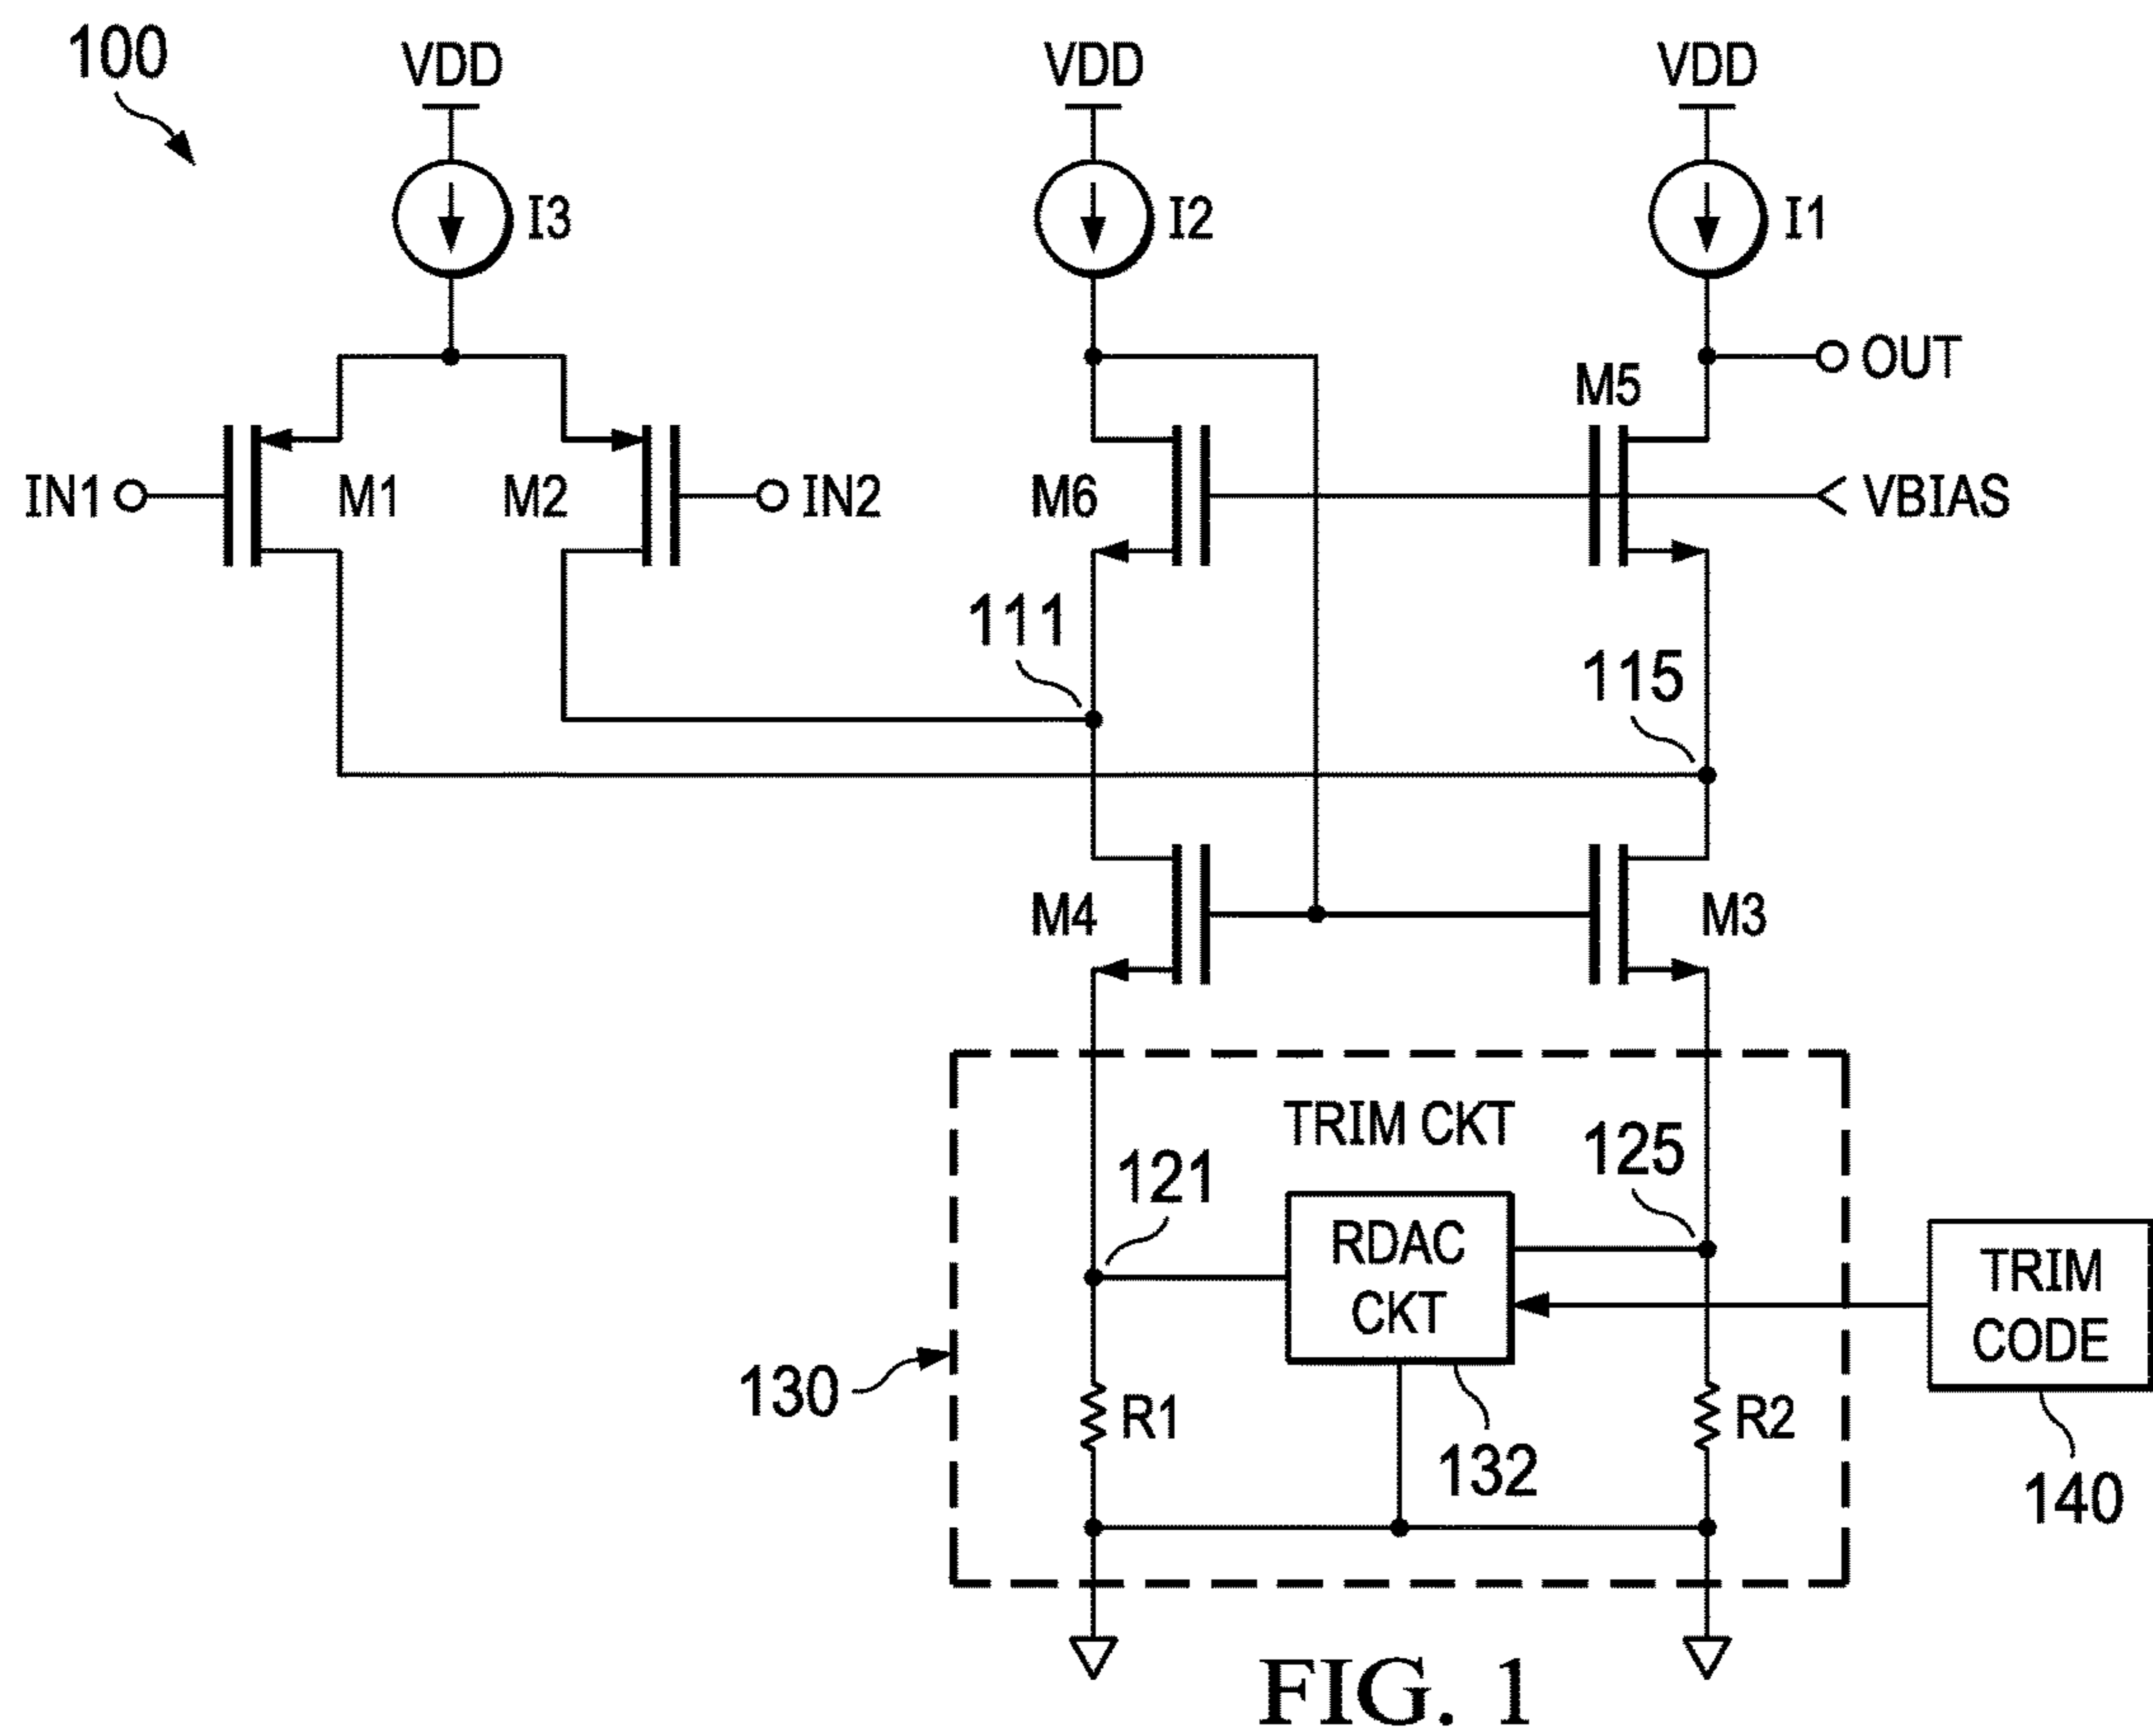 100
VDD
VDD
VDD
I3
I2
I1
OUT
M5
IN1
M1
M2
IN2
M6
VBIAS
111
115
M4
M3
TRIM CKT
125
121
RDAC
CKT
TRIM
CODE
130
R1
R2
132
140
FIG. 1